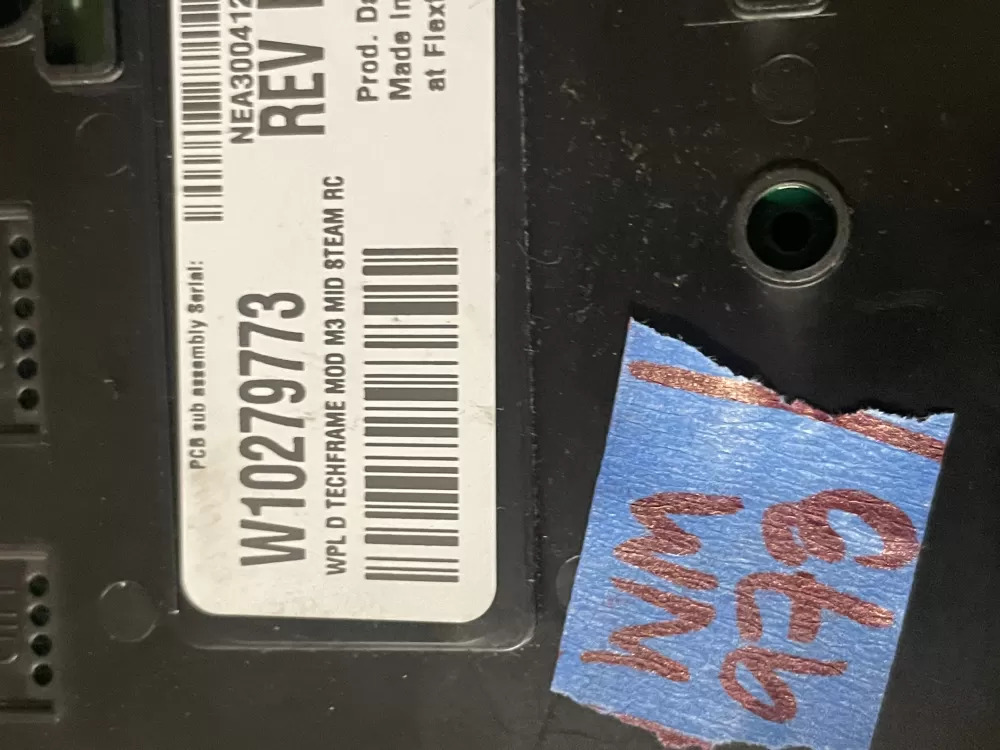 PCB sub assembly Serial:
NEA300412
W10279773
REV
WPL D TECHFRAME MOD M3 MID STEAM RC
Prod. Da
Made In
at Flex
WM